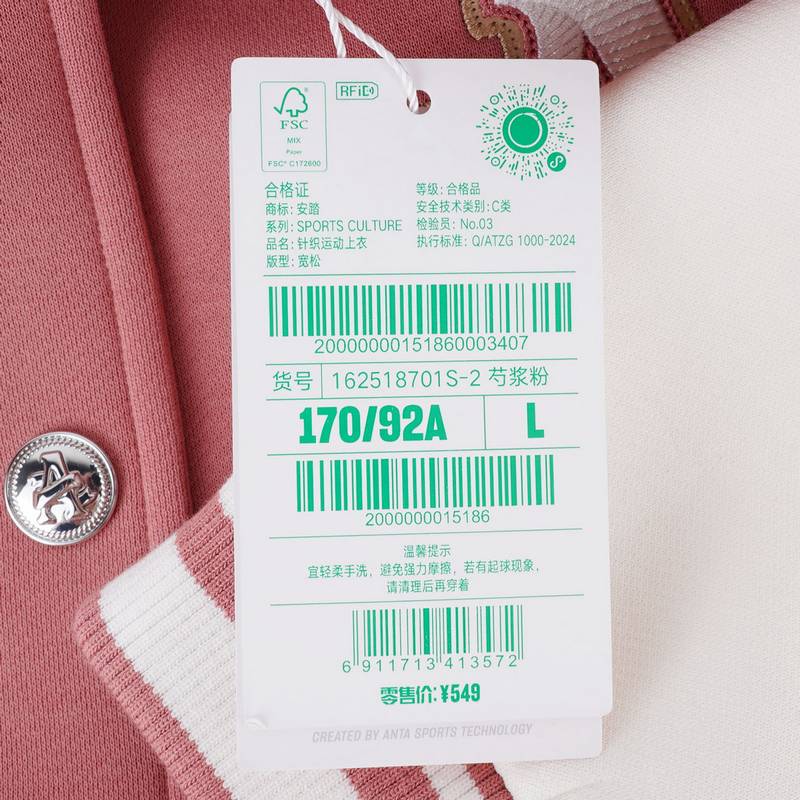 FSC
MIX
Paper
FSC® C172600
RFiD
合格证
商标: 安踏
系列: SPORTS CULTURE
品名: 针织运动上衣
版型: 宽松
等级: 合格品
安全技术类别: C类
检验员: No.03
执行标准: Q/ATZG 1000-2024
20000000151860003407
货号 162518701S-2 芍浆粉
170/92A L
2000000015186
温馨提示
宜轻柔手洗，避免强力摩擦，若有起球现象，
请清理后再穿着
6 911713 413572
零售价: ¥549
CREATED BY ANTA SPORTS TECHNOLOGY